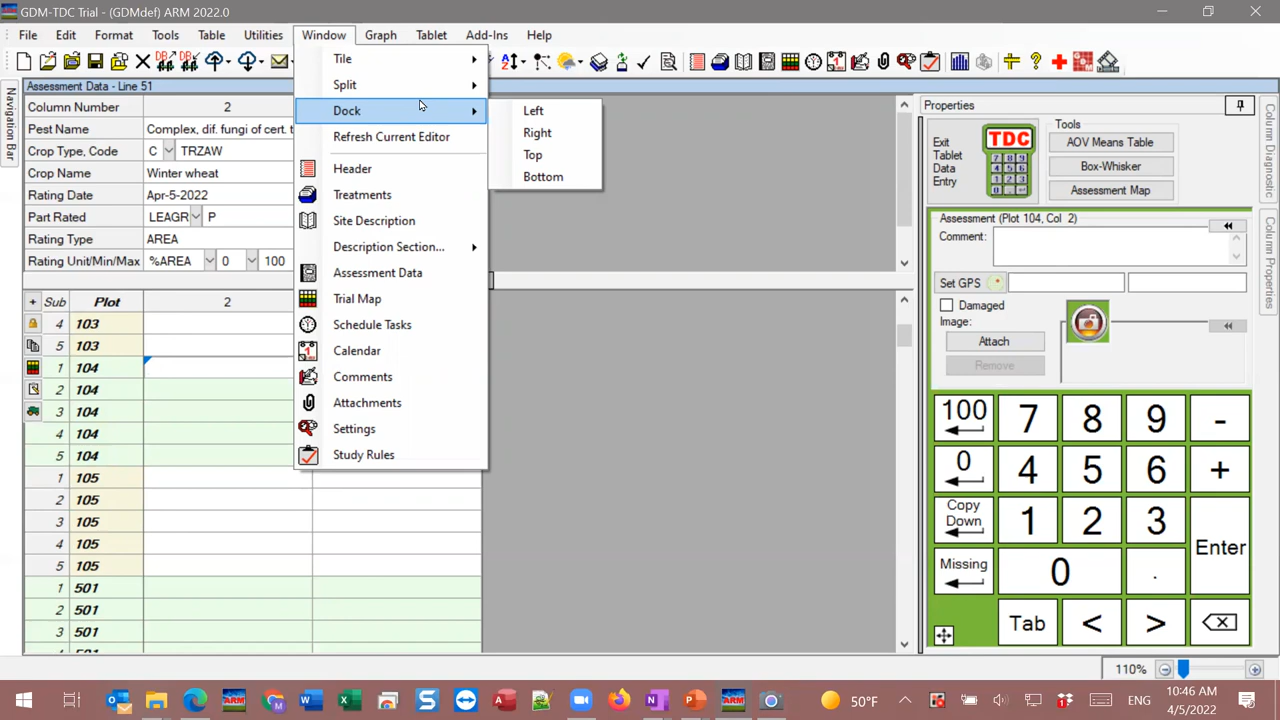 GDM-TDC Trial - (GDMdef) ARM 2022.0
File Edit Format Tools Table Utilities Window Graph Tablet Add-Ins Help
Assessment Data - Line 51
Navigation Bar
Column Number 2
Pest Name Complex, dif. fungi of cert. t
Crop Type, Code C TRZAW
Crop Name Winter wheat
Rating Date Apr-5-2022
Part Rated LEAGR P
Rating Type AREA
Rating Unit/Min/Max %AREA 0 100
+ Sub Plot 2
4 103
5 103
1 104
2 104
3 104
4 104
5 104
1 105
2 105
3 105
4 105
5 105
1 501
2 501
3 501
Tile
Split
Dock
Refresh Current Editor
Header
Treatments
Site Description
Description Section...
Assessment Data
Trial Map
Schedule Tasks
Calendar
Comments
Attachments
Settings
Study Rules
Left
Right
Top
Bottom
Properties
Exit
Tablet
Data
Entry
TDC
Tools
AOV Means Table
Box-Whisker
Assessment Map
Assessment (Plot 104, Col 2)
Comment:
Set GPS
Damaged
Image:
Attach
Remove
100 7 8 9 -
0 4 5 6 +
Copy Down 1 2 3 Enter
Missing 0 .
Tab < >
Column Diagnostic
Column Properties
110%
50°F
ENG
10:46 AM
4/5/2022